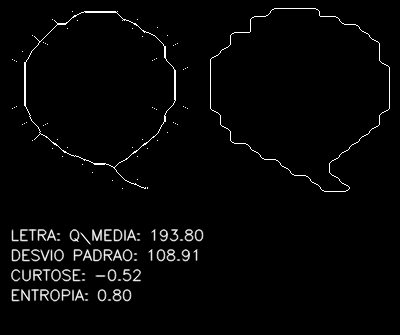 LETRA: Q\MEDIA: 193.80
DESVIO PADRAO: 108.91
CURTOSE: -0.52
ENTROPIA: 0.80